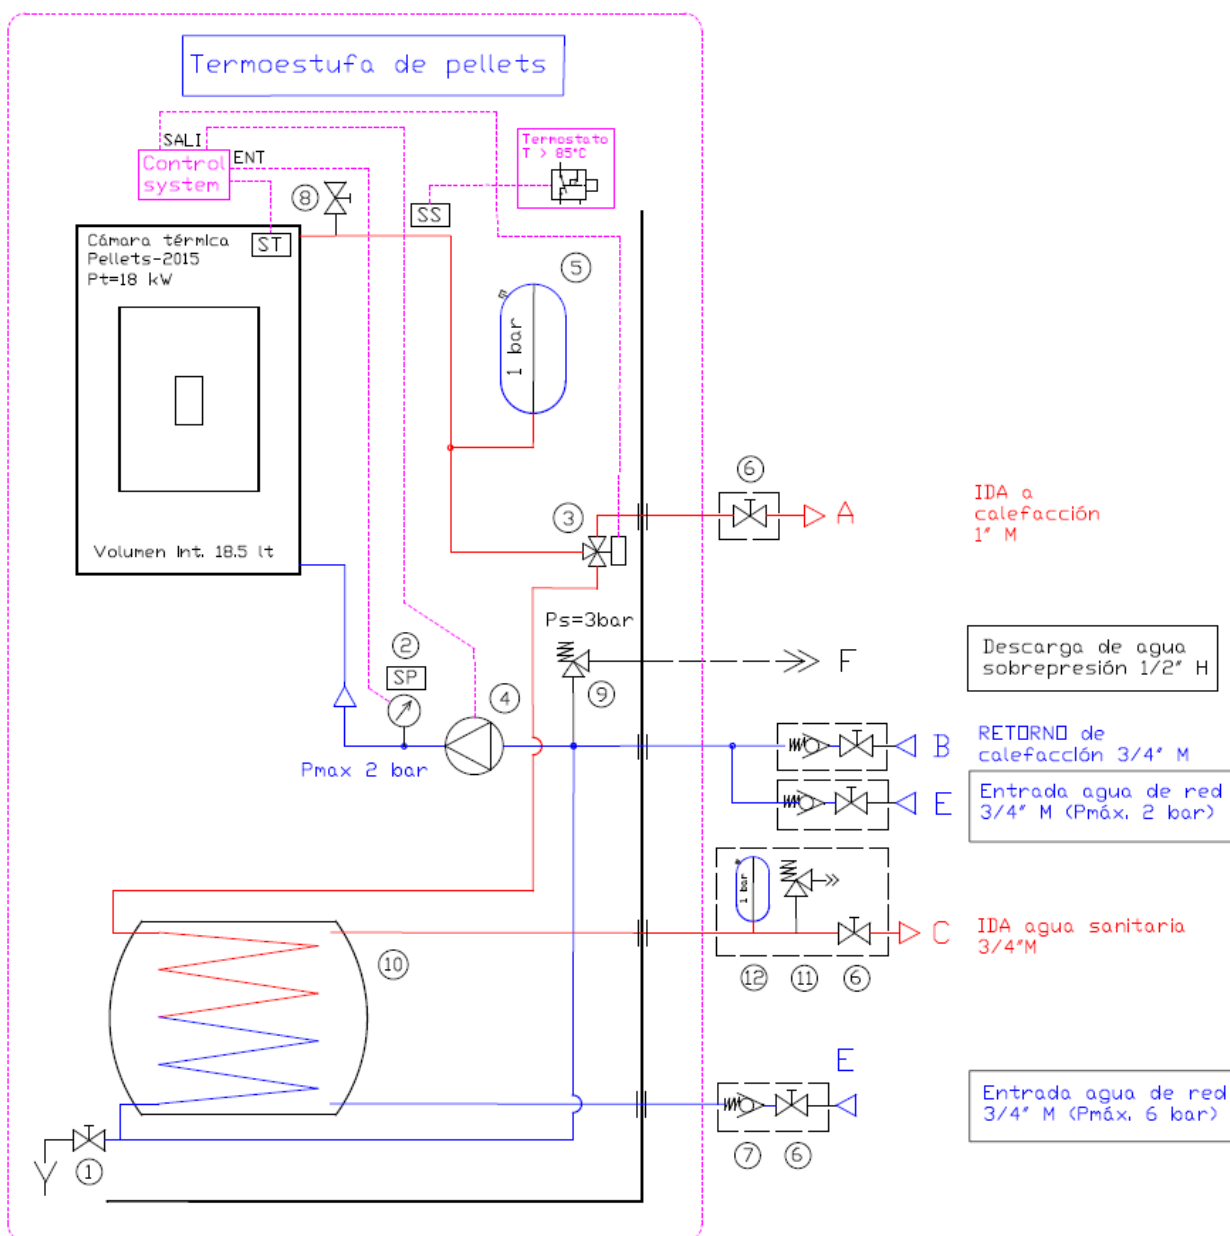 Termoestufa de pellets
SALI
ENT
Control
system
Termostato
T > 85°C
8
SS
Cámara térmica
Pellets-2015
Pt=18 kW
ST
5
1 bar
6
3
A
IDA a
calefacción
1" M
Volumen Int. 18.5 lt
Ps=3bar
2
SP
4
9
F
Descarga de agua
sobrepresión 1/2" H
Pmax 2 bar
B
RETORNO de
calefacción 3/4" M
E
Entrada agua de red
3/4" M (Pmáx. 2 bar)
1 bar
C
IDA agua sanitaria
3/4"M
10
12
11
6
E
Entrada agua de red
3/4" M (Pmáx. 6 bar)
7
6
1